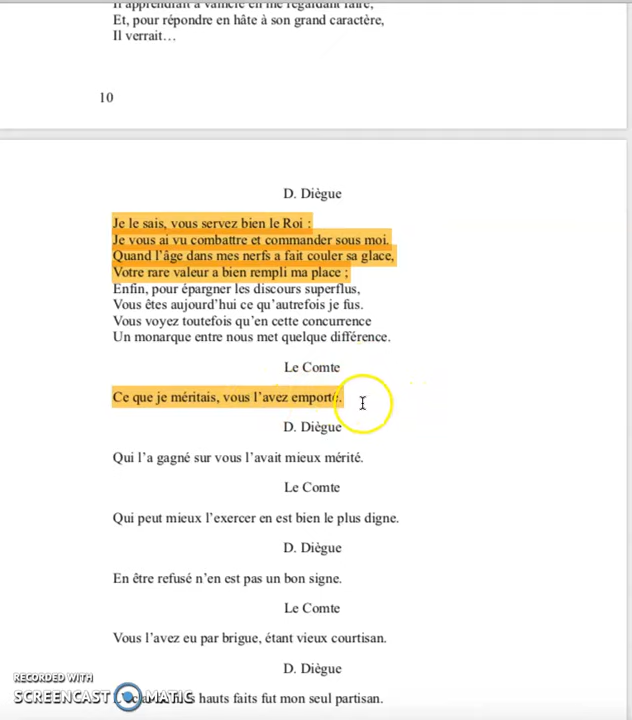 Il apprendrait à vaincre en me regardant faire,
Et, pour répondre en hâte à son grand caractère,
Il verrait…
10
D. Diègue
Je le sais, vous servez bien le Roi :
Je vous ai vu combattre et commander sous moi.
Quand l’âge dans mes nerfs a fait couler sa glace,
Votre rare valeur a bien rempli ma place ;
Enfin, pour épargner les discours superflus,
Vous êtes aujourd’hui ce qu’autrefois je fus.
Vous voyez toutefois qu’en cette concurrence
Un monarque entre nous met quelque différence.
Le Comte
Ce que je méritais, vous l’avez emporté.
D. Diègue
Qui l’a gagné sur vous l’avait mieux mérité.
Le Comte
Qui peut mieux l’exercer en est bien le plus digne.
D. Diègue
En être refusé n’en est pas un bon signe.
Le Comte
Vous l’avez eu par brigue, étant vieux courtisan.
D. Diègue
hauts faits fut mon seul partisan.
RECORDED WITH
SCREENCAST MATIC